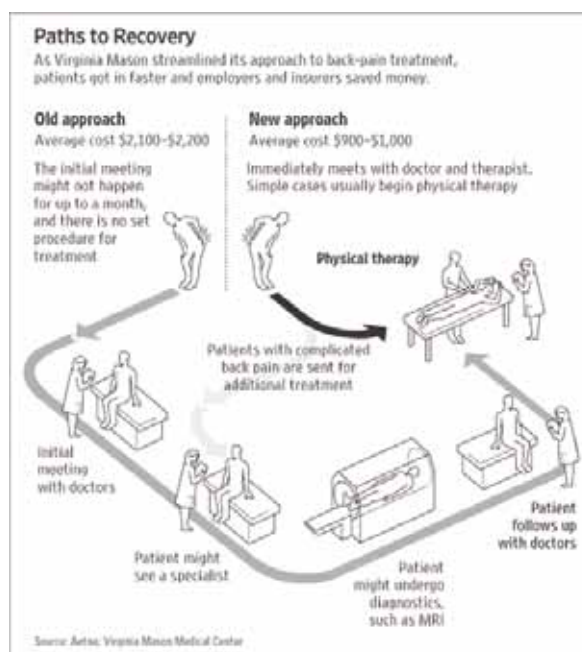 Paths to Recovery
As Virginia Mason streamlined its approach to back-pain treatment,
patients got in faster and employers and insurers saved money.
Old approach
Average cost $2,100–$2,200
The initial meeting
might not happen
for up to a month,
and there is no set
procedure for
treatment
New approach
Average cost $900–$1,000
Immediately meets with doctor and therapist.
Simple cases usually begin physical therapy
Physical therapy
Patients with complicated
back pain are sent for
additional treatment
Initial
meeting
with doctors
Patient might
see a specialist
Patient
might undergo
diagnostics,
such as MRI
Patient
follows up
with doctors
Source: Aetna; Virginia Mason Medical Center